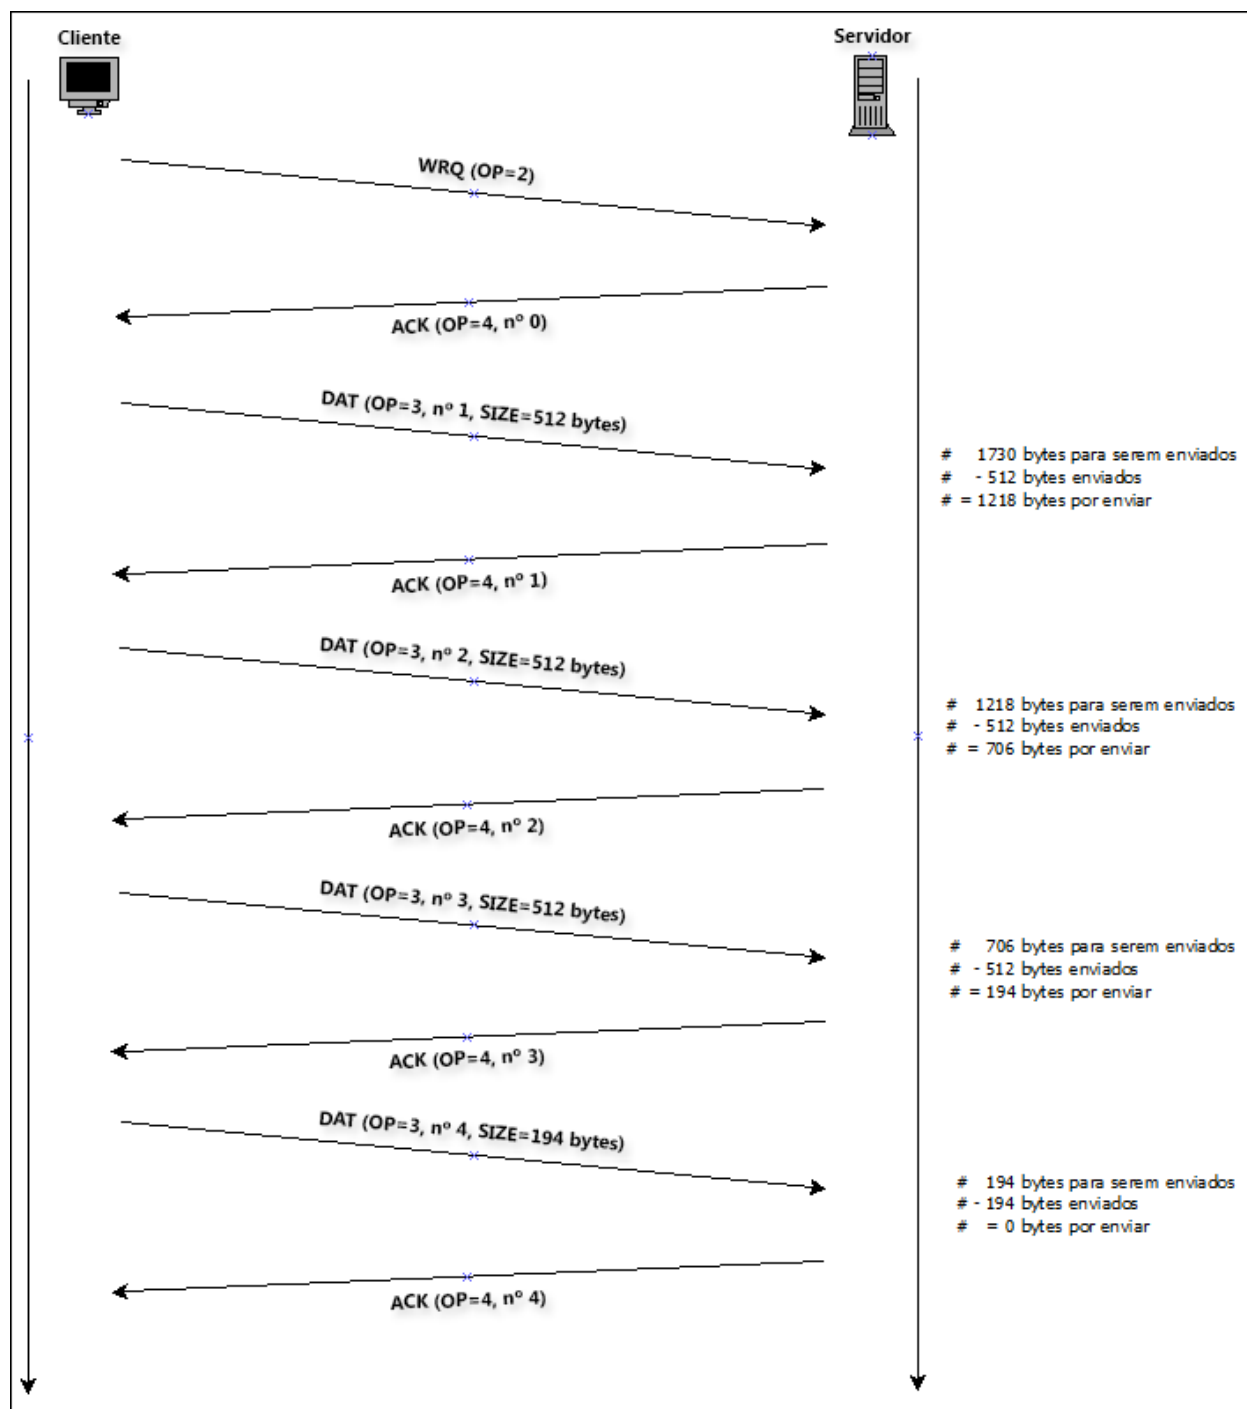 Cliente
Servidor
WRQ (OP=2)
ACK (OP=4, nº 0)
DAT (OP=3, nº 1, SIZE=512 bytes)
# 1730 bytes para serem enviados
# - 512 bytes enviados
# = 1218 bytes por enviar
ACK (OP=4, nº 1)
DAT (OP=3, nº 2, SIZE=512 bytes)
# 1218 bytes para serem enviados
# - 512 bytes enviados
# = 706 bytes por enviar
ACK (OP=4, nº 2)
DAT (OP=3, nº 3, SIZE=512 bytes)
# 706 bytes para serem enviados
# - 512 bytes enviados
# = 194 bytes por enviar
ACK (OP=4, nº 3)
DAT (OP=3, nº 4, SIZE=194 bytes)
# 194 bytes para serem enviados
# - 194 bytes enviados
# = 0 bytes por enviar
ACK (OP=4, nº 4)